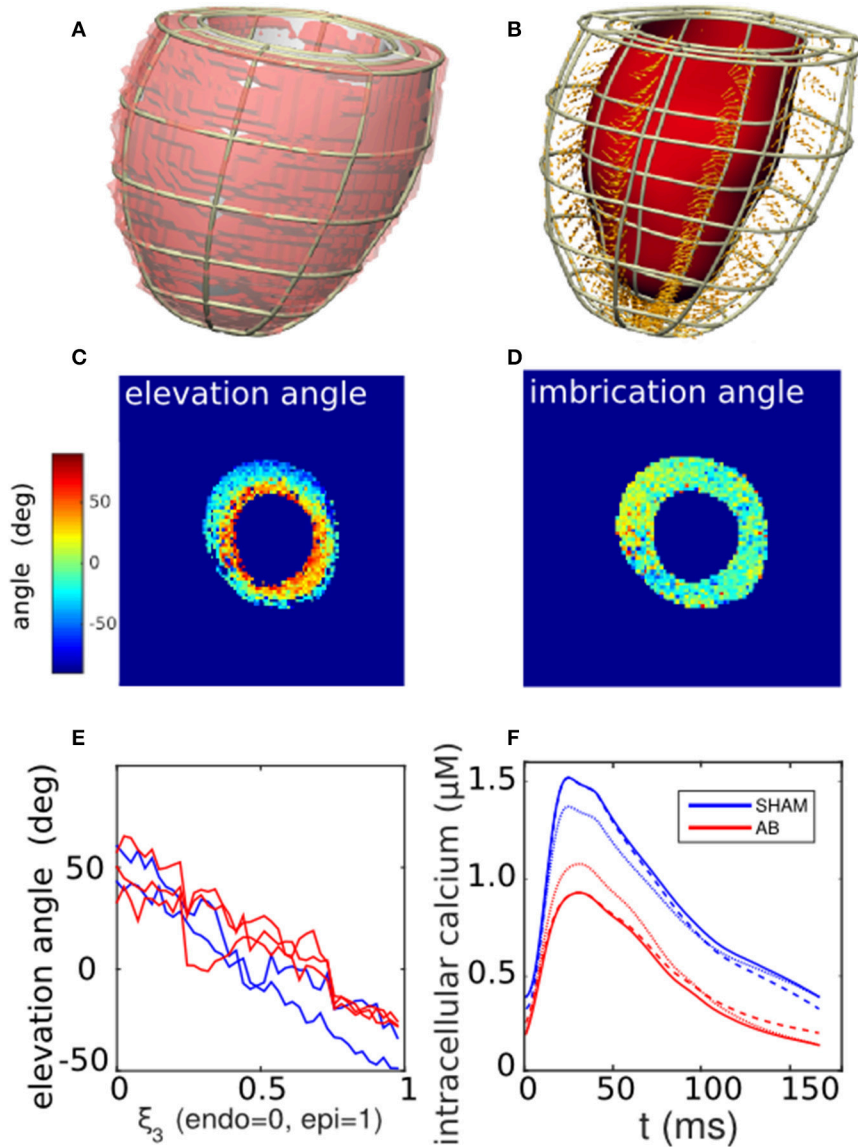 A
B
C
D
elevation angle
imbrication angle
angle (deg)
50
0
-50
E
F
elevation angle (deg)
50
0
-50
0
0.5
1
ξ3 (endo=0, epi=1)
intracellular calcium (µM)
1.5
1.0
0.5
0
SHAM
AB
0
50
100
150
t (ms)